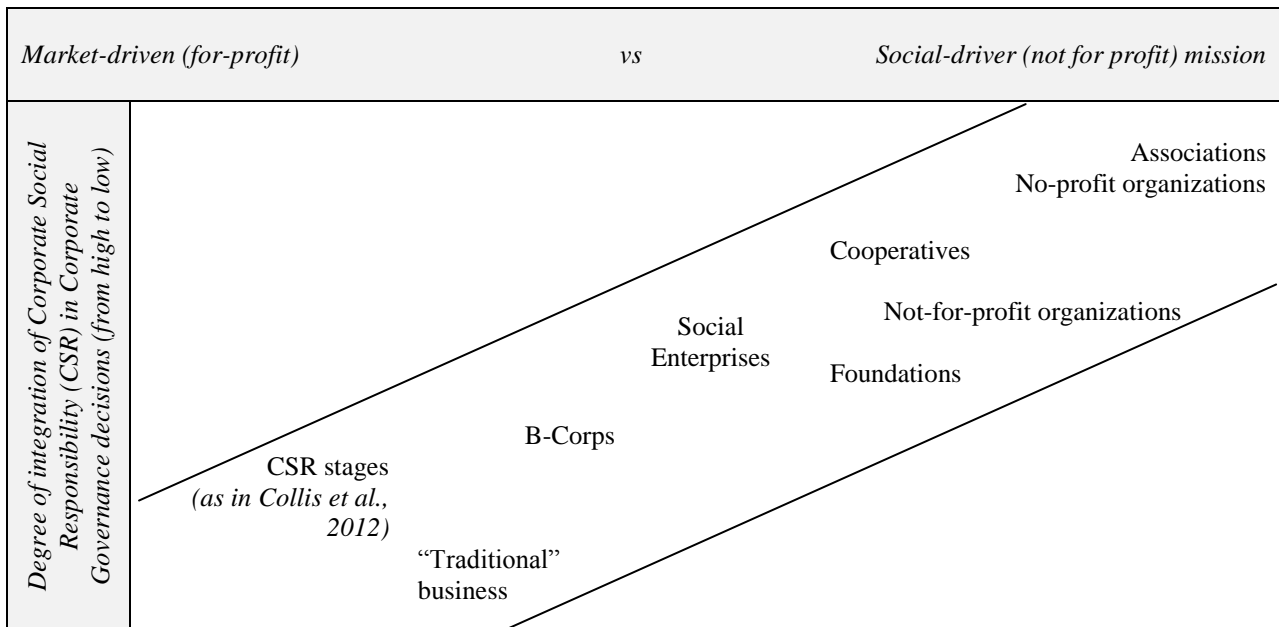 Market-driven (for-profit) vs Social-driver (not for profit) mission
Degree of integration of Corporate Social
Responsibility (CSR) in Corporate
Governance decisions (from high to low)
Associations
No-profit organizations
Cooperatives
Not-for-profit organizations
Social
Enterprises
Foundations
B-Corps
CSR stages
(as in Collis et al.,
2012)
“Traditional”
business